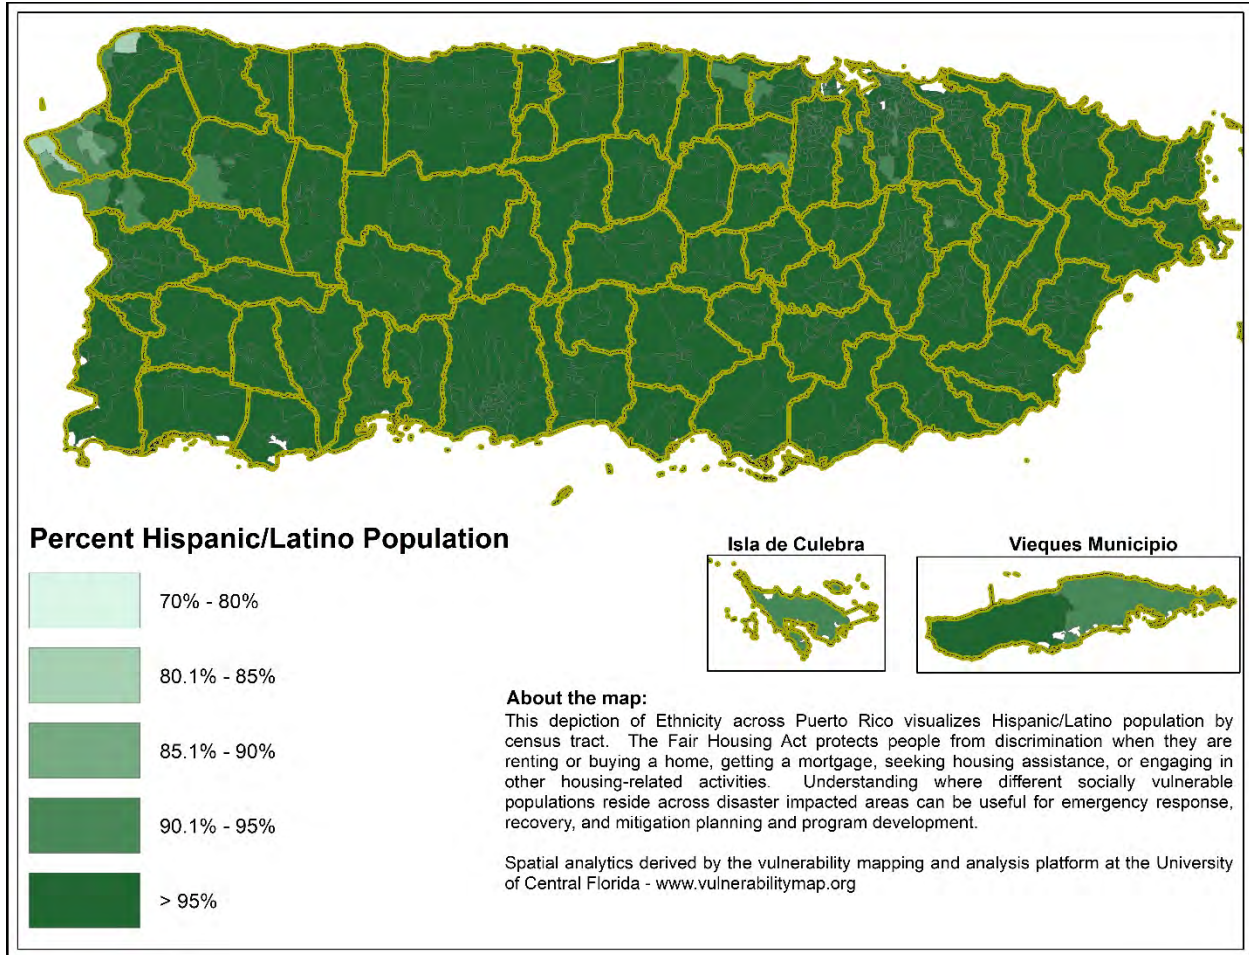 Percent Hispanic/Latino Population
70% - 80%
80.1% - 85%
85.1% - 90%
90.1% - 95%
> 95%
Isla de Culebra
Vieques Municipio
About the map:
This depiction of Ethnicity across Puerto Rico visualizes Hispanic/Latino population by
census tract. The Fair Housing Act protects people from discrimination when they are
renting or buying a home, getting a mortgage, seeking housing assistance, or engaging in
other housing-related activities. Understanding where different socially vulnerable
populations reside across disaster impacted areas can be useful for emergency response,
recovery, and mitigation planning and program development.
Spatial analytics derived by the vulnerability mapping and analysis platform at the University
of Central Florida - www.vulnerabilitymap.org